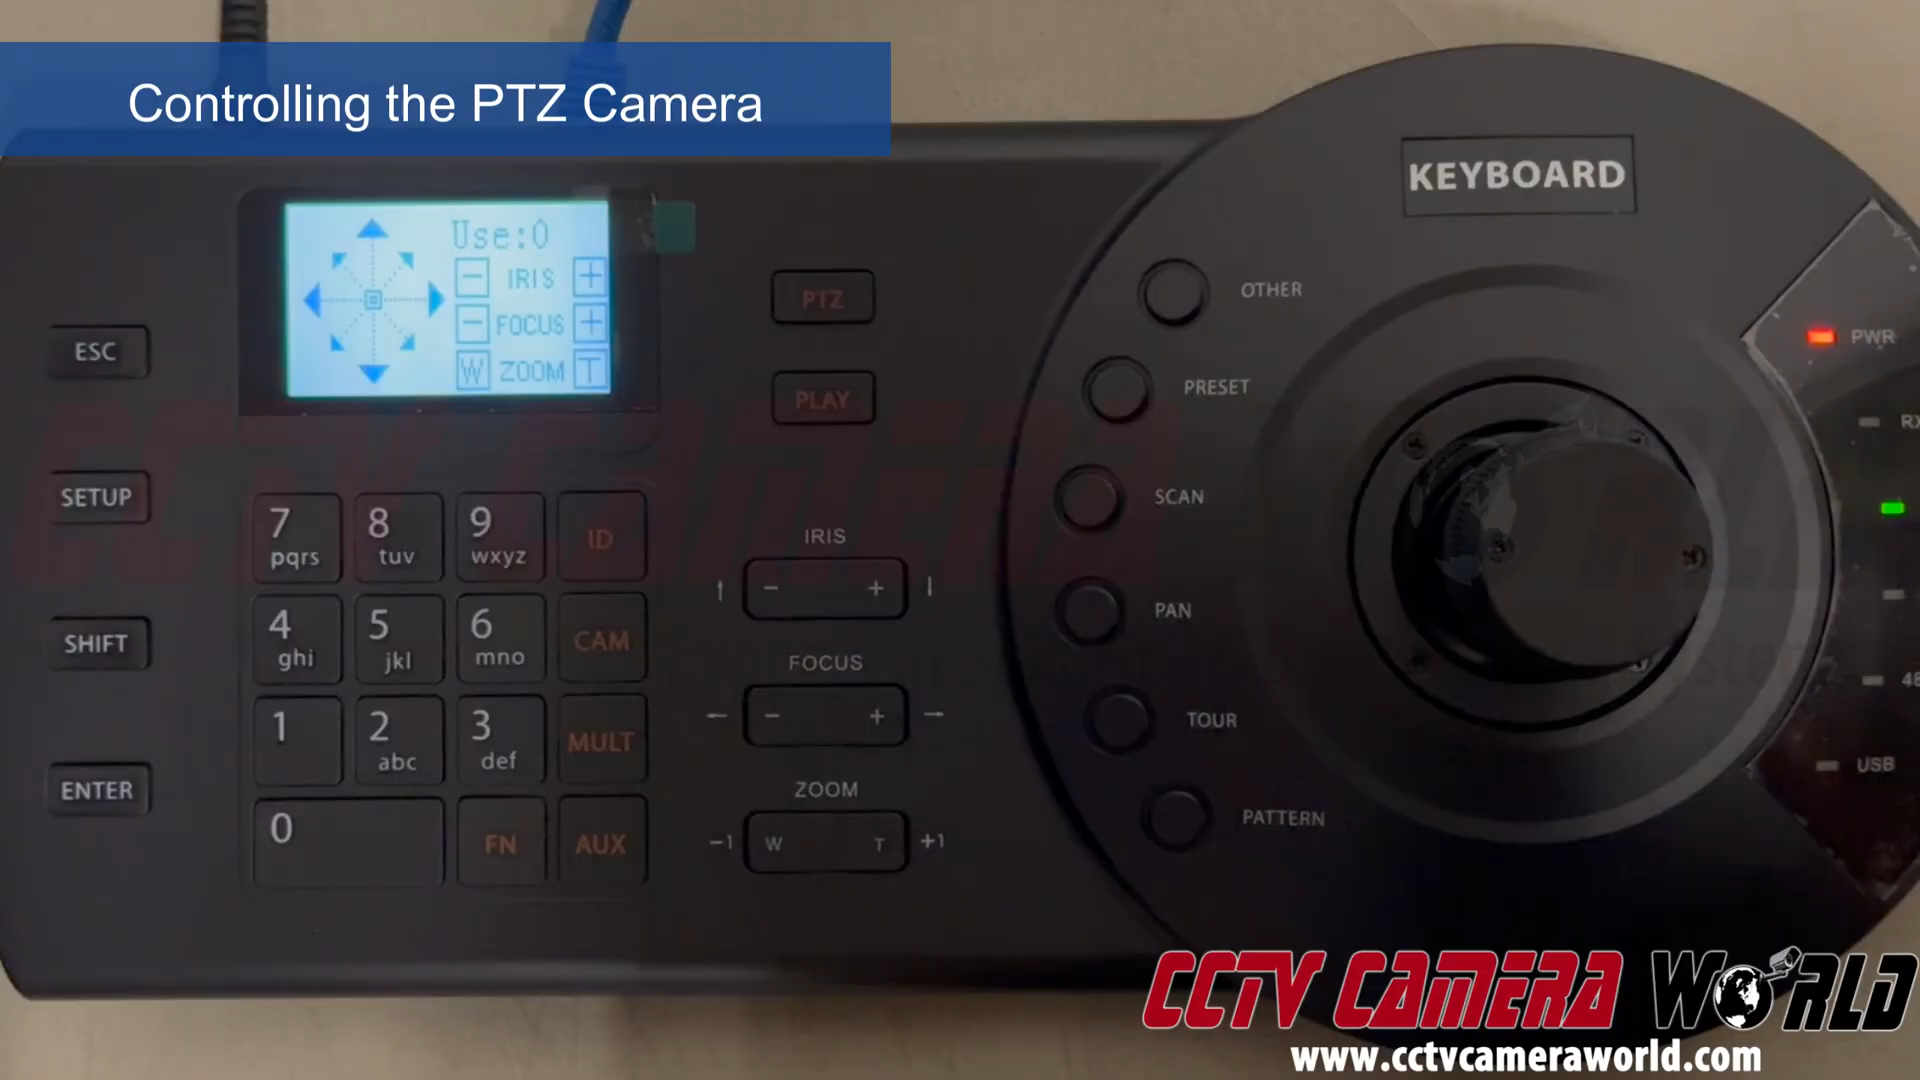 Controlling the PTZ Camera
KEYBOARD
Use:0
IRIS
FOCUS
W ZOOM T
ESC
SETUP
SHIFT
ENTER
7 pqrs
8 tuv
9 wxyz
ID
4 ghi
5 jkl
6 mno
CAM
1
2 abc
3 def
MULT
0
FN
AUX
PTZ
PLAY
IRIS
- +
FOCUS
- +
ZOOM
-1 W T +1
OTHER
PRESET
SCAN
PAN
TOUR
PATTERN
PWR
USB
CCTV CAMERA
CCTV CAMERA WORLD
www.cctvcameraworld.com